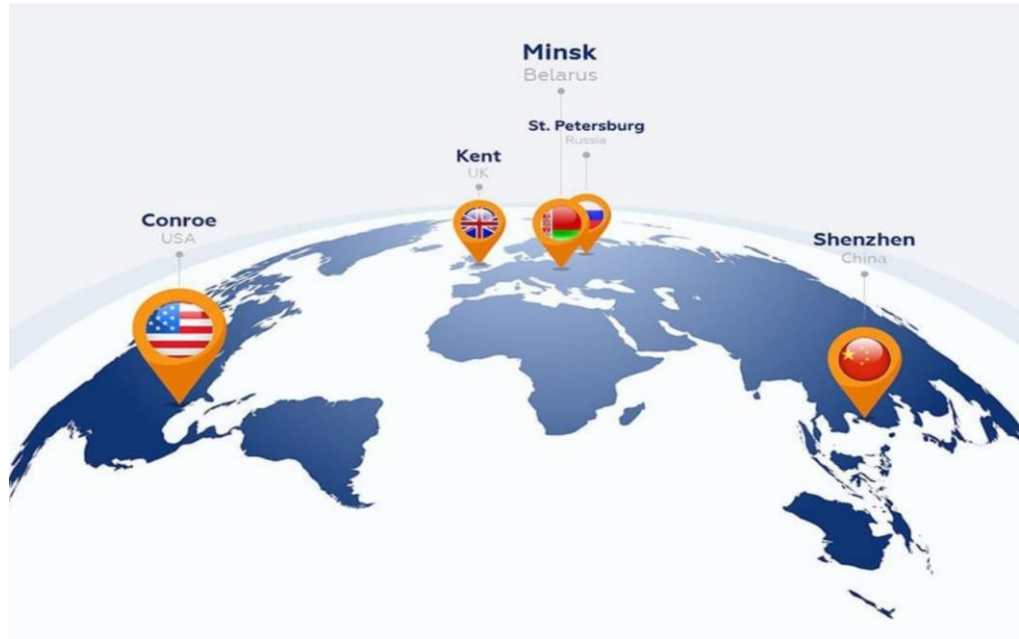 Minsk
Belarus
St. Petersburg
Russia
Kent
UK
Conroe
USA
Shenzhen
China